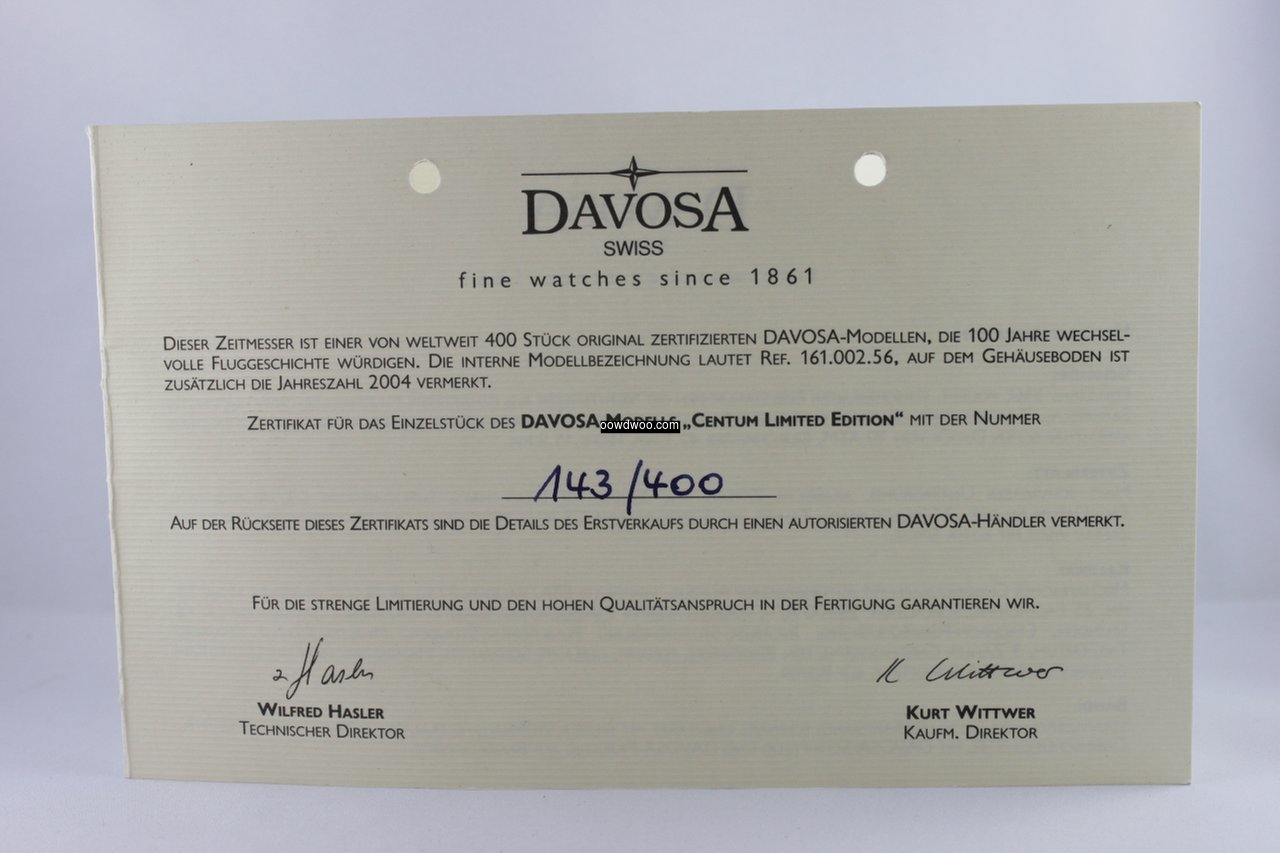 DAVOSA
SWISS
fine watches since 1861
DIESER ZEITMESSER IST EINER VON WELTWEIT 400 STÜCK ORIGINAL ZERTIFIZIERTEN DAVOSA-MODELLEN, DIE 100 JAHRE WECHSEL-
VOLLE FLUGGESCHICHTE WÜRDIGEN. DIE INTERNE MODELLBEZEICHNUNG LAUTET REF. 161.002.56, AUF DEM GEHÄUSEBODEN IST
ZUSÄTZLICH DIE JAHRESZAHL 2004 VERMERKT.
ZERTIFIKAT FÜR DAS EINZELSTÜCK DES DAVOSA-MODELLS „CENTUM LIMITED EDITION“ MIT DER NUMMER
oowdwoo.com
143/400
AUF DER RÜCKSEITE DIESES ZERTIFIKATS SIND DIE DETAILS DES ERSTVERKAUFS DURCH EINEN AUTORISIERTEN DAVOSA-HÄNDLER VERMERKT.
FÜR DIE STRENGE LIMITIERUNG UND DEN HOHEN QUALITÄTSANSPRUCH IN DER FERTIGUNG GARANTIEREN WIR.
Hasler
K Wittwer
WILFRED HASLER
TECHNISCHER DIREKTOR
KURT WITTWER
KAUFM. DIREKTOR